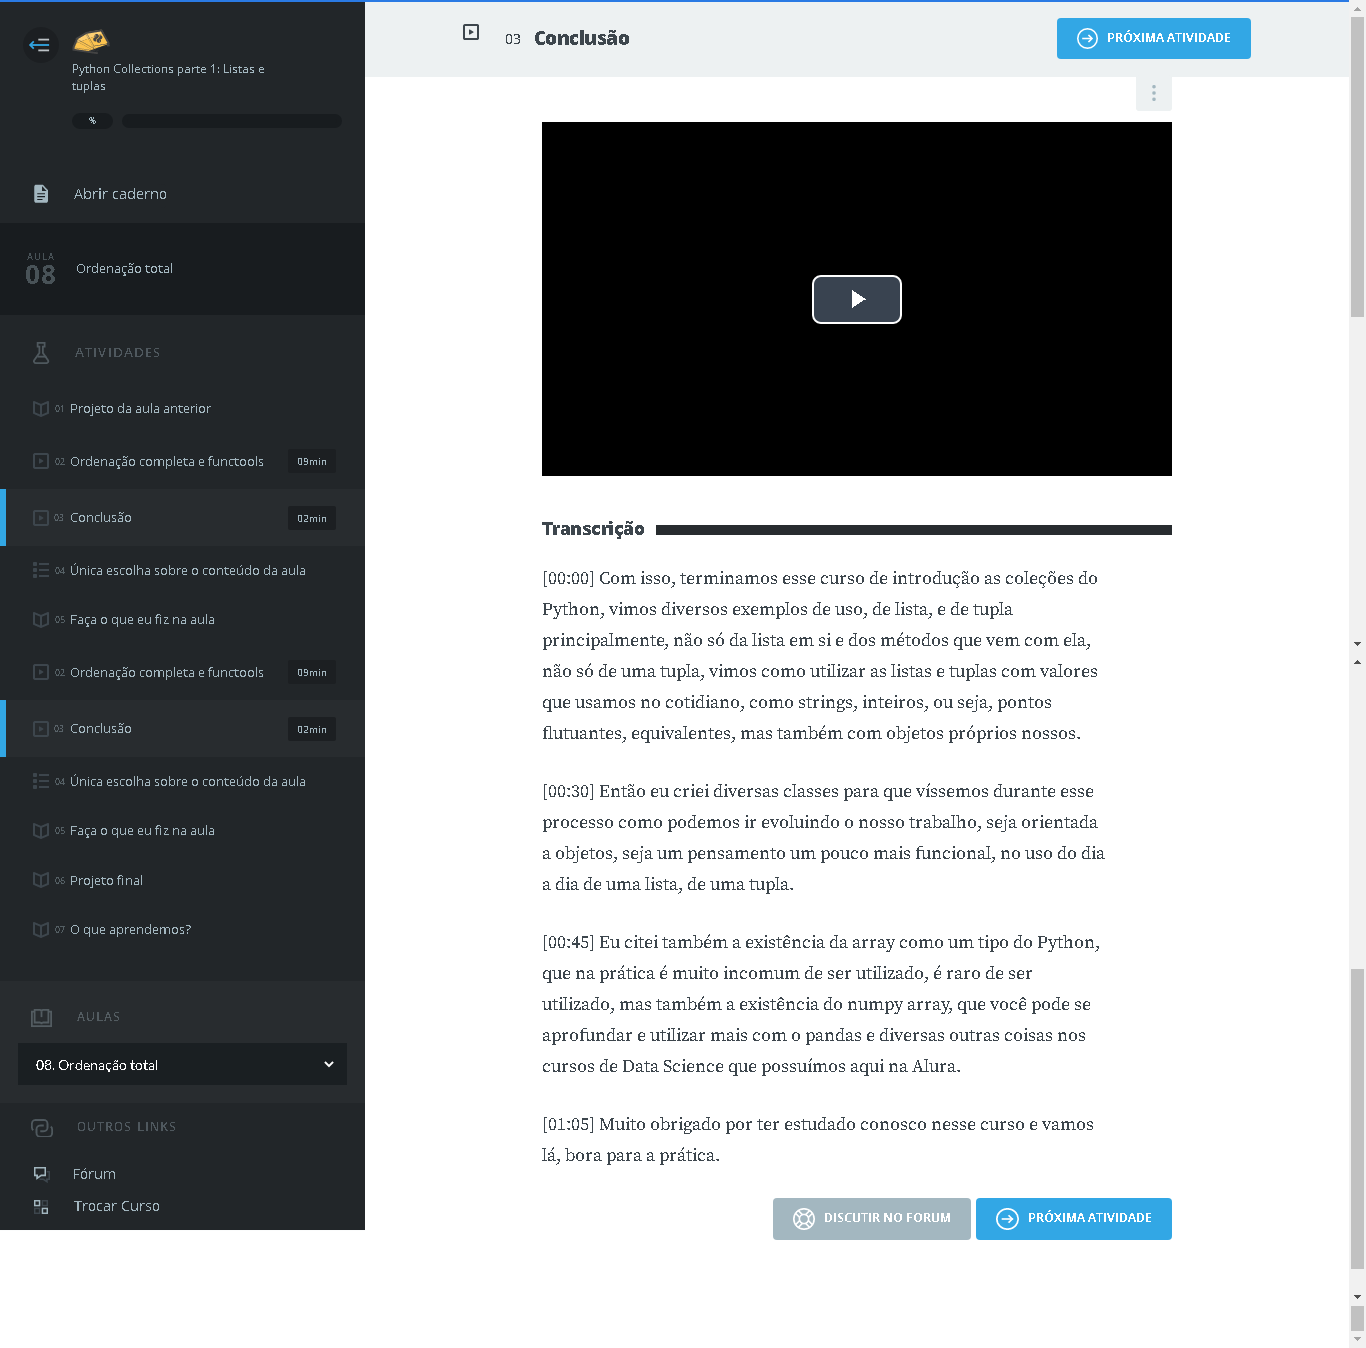 Python Collections parte 1: Listas e
tuplas
%
Abrir caderno
AULA
08
Ordenação total
ATIVIDADES
01 Projeto da aula anterior
02 Ordenação completa e functools 09min
03 Conclusão 02min
04 Única escolha sobre o conteúdo da aula
05 Faça o que eu fiz na aula
02 Ordenação completa e functools 09min
03 Conclusão 02min
04 Única escolha sobre o conteúdo da aula
05 Faça o que eu fiz na aula
06 Projeto final
07 O que aprendemos?
AULAS
08. Ordenação total
OUTROS LINKS
Fórum
Trocar Curso
03 Conclusão
PRÓXIMA ATIVIDADE
Transcrição
[00:00] Com isso, terminamos esse curso de introdução as coleções do
Python, vimos diversos exemplos de uso, de lista, e de tupla
principalmente, não só da lista em si e dos métodos que vem com ela,
não só de uma tupla, vimos como utilizar as listas e tuplas com valores
que usamos no cotidiano, como strings, inteiros, ou seja, pontos
flutuantes, equivalentes, mas também com objetos próprios nossos.
[00:30] Então eu criei diversas classes para que víssemos durante esse
processo como podemos ir evoluindo o nosso trabalho, seja orientada
a objetos, seja um pensamento um pouco mais funcional, no uso do dia
a dia de uma lista, de uma tupla.
[00:45] Eu citei também a existência da array como um tipo do Python,
que na prática é muito incomum de ser utilizado, é raro de ser
utilizado, mas também a existência do numpy array, que você pode se
aprofundar e utilizar mais com o pandas e diversas outras coisas nos
cursos de Data Science que possuímos aqui na Alura.
[01:05] Muito obrigado por ter estudado conosco nesse curso e vamos
lá, bora para a prática.
DISCUTIR NO FORUM
PRÓXIMA ATIVIDADE